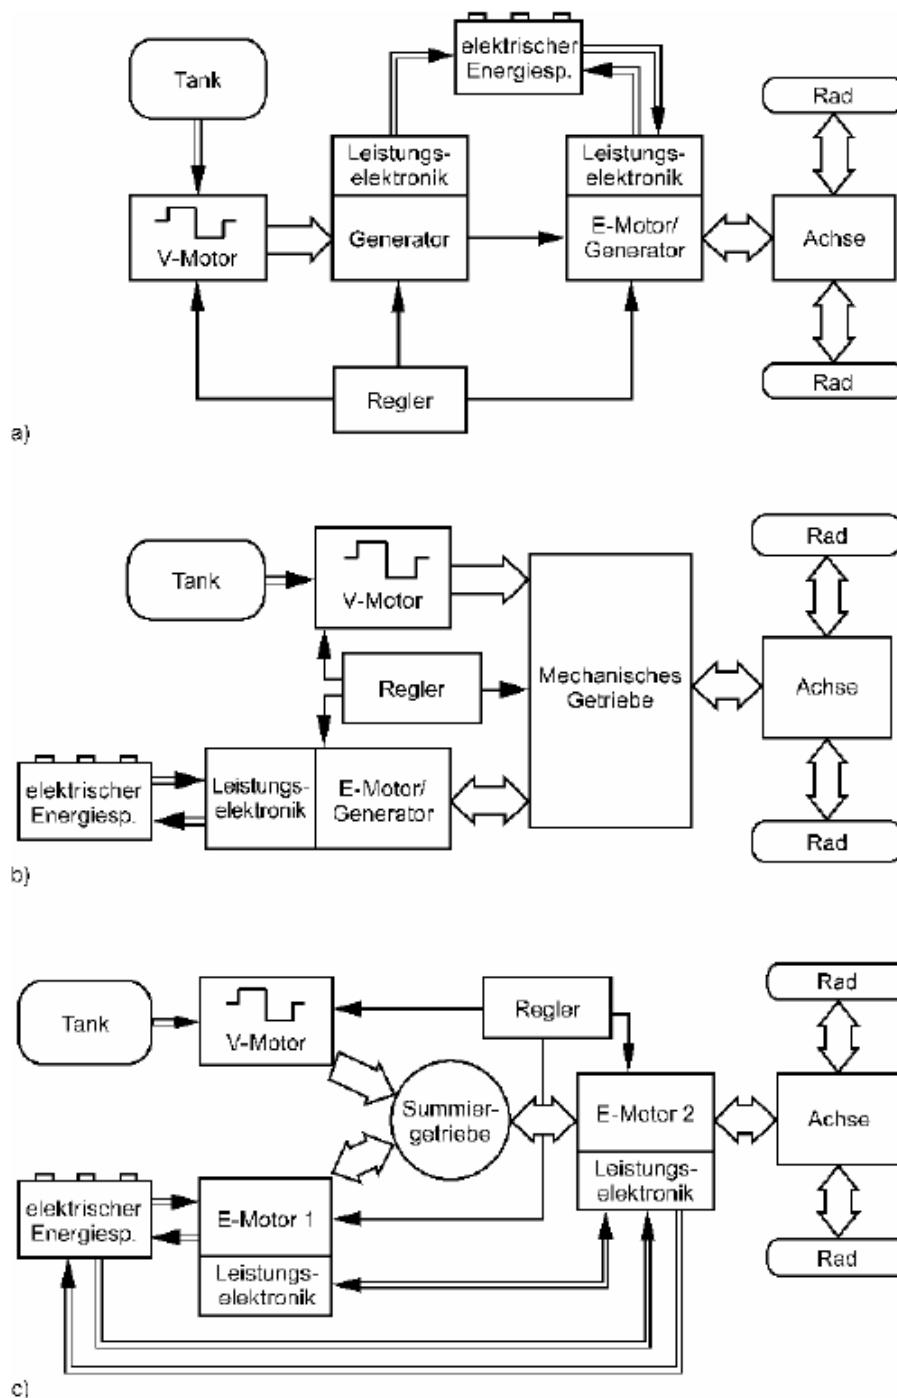 elektrischer
Energiesp.
Tank
Rad
Leistungs-
elektronik
Leistungs-
elektronik
V-Motor
Generator
E-Motor/
Generator
Achse
Rad
Regler
a)
Rad
Tank
V-Motor
Regler
Mechanisches
Getriebe
Achse
elektrischer
Energiesp.
Leistungs-
elektronik
E-Motor/
Generator
Rad
b)
Rad
Tank
V-Motor
Regler
Summier-
getriebe
E-Motor 2
Achse
Leistungs-
elektronik
elektrischer
Energiesp.
E-Motor 1
Leistungs-
elektronik
Rad
c)